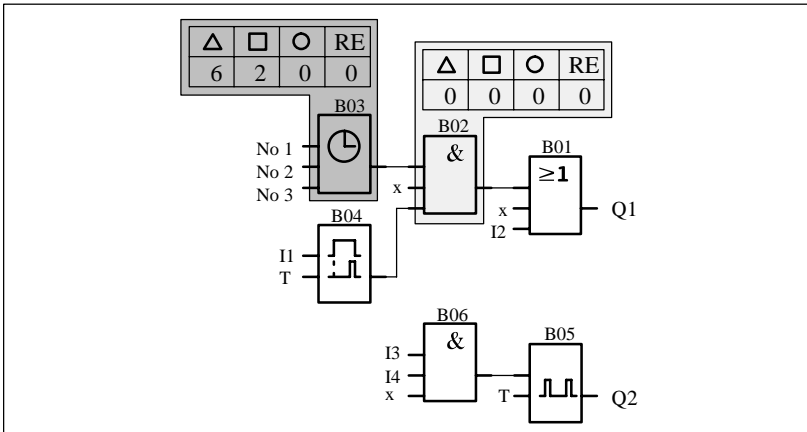 △ □ ○ RE
6 2 0 0
△ □ ○ RE
0 0 0 0
B03
B02
&
B01
≥1
No 1
No 2
No 3
x
x
I2
Q1
B04
I1
T
B06
&
I3
I4
x
B05
T
Q2